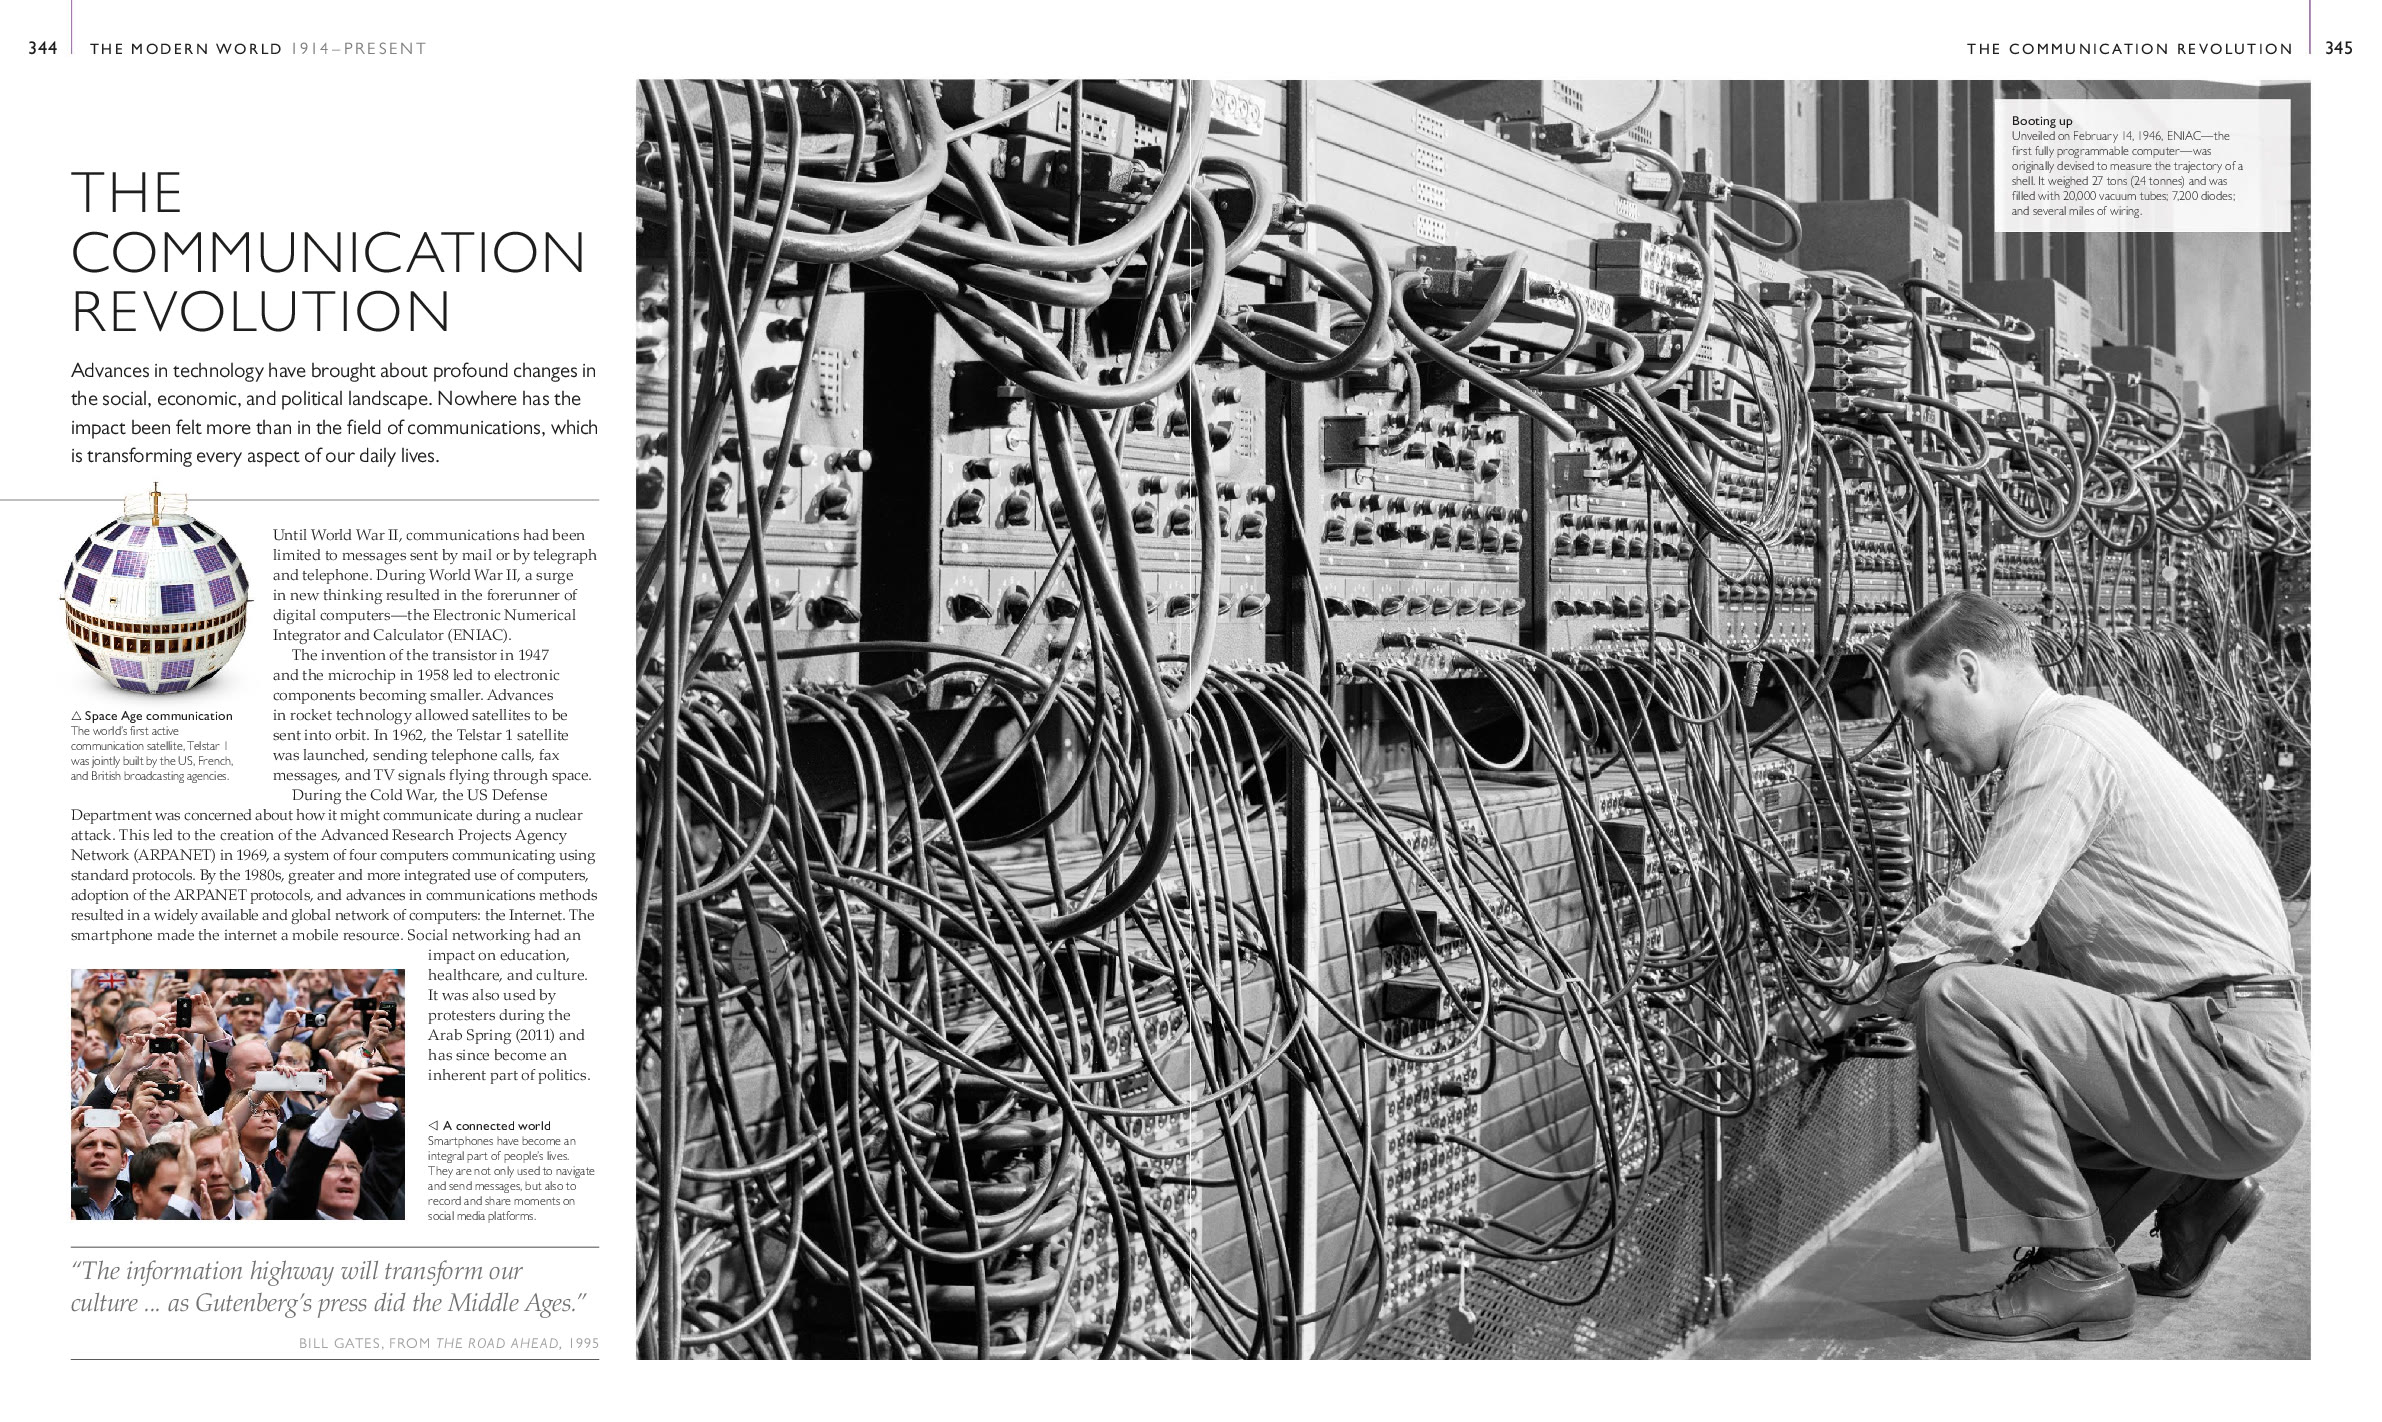 344
THE MODERN WORLD 1914–PRESENT
THE COMMUNICATION REVOLUTION
345
THE
COMMUNICATION
REVOLUTION
Advances in technology have brought about profound changes in
the social, economic, and political landscape. Nowhere has the
impact been felt more than in the field of communications, which
is transforming every aspect of our daily lives.
Until World War II, communications had been
limited to messages sent by mail or by telegraph
and telephone. During World War II, a surge
in new thinking resulted in the forerunner of
digital computers—the Electronic Numerical
Integrator and Calculator (ENIAC).
The invention of the transistor in 1947
and the microchip in 1958 led to electronic
components becoming smaller. Advances
in rocket technology allowed satellites to be
sent into orbit. In 1962, the Telstar 1 satellite
was launched, sending telephone calls, fax
messages, and TV signals flying through space.
During the Cold War, the US Defense
Department was concerned about how it might communicate during a nuclear
attack. This led to the creation of the Advanced Research Projects Agency
Network (ARPANET) in 1969, a system of four computers communicating using
standard protocols. By the 1980s, greater and more integrated use of computers,
adoption of the ARPANET protocols, and advances in communications methods
resulted in a widely available and global network of computers: the Internet. The
smartphone made the internet a mobile resource. Social networking had an
impact on education,
healthcare, and culture.
It was also used by
protesters during the
Arab Spring (2011) and
has since become an
inherent part of politics.
△ Space Age communication
The world's first active
communication satellite, Telstar 1
was jointly built by the US, French,
and British broadcasting agencies.
◁ A connected world
Smartphones have become an
integral part of people's lives.
They are not only used to navigate
and send messages, but also to
record and share moments on
social media platforms.
“The information highway will transform our
culture ... as Gutenberg’s press did the Middle Ages.”
BILL GATES, FROM THE ROAD AHEAD, 1995
Booting up
Unveiled on February 14, 1946, ENIAC—the
first fully programmable computer—was
originally devised to measure the trajectory of a
shell. It weighed 27 tons (24 tonnes) and was
filled with 20,000 vacuum tubes; 7,200 diodes;
and several miles of wiring.